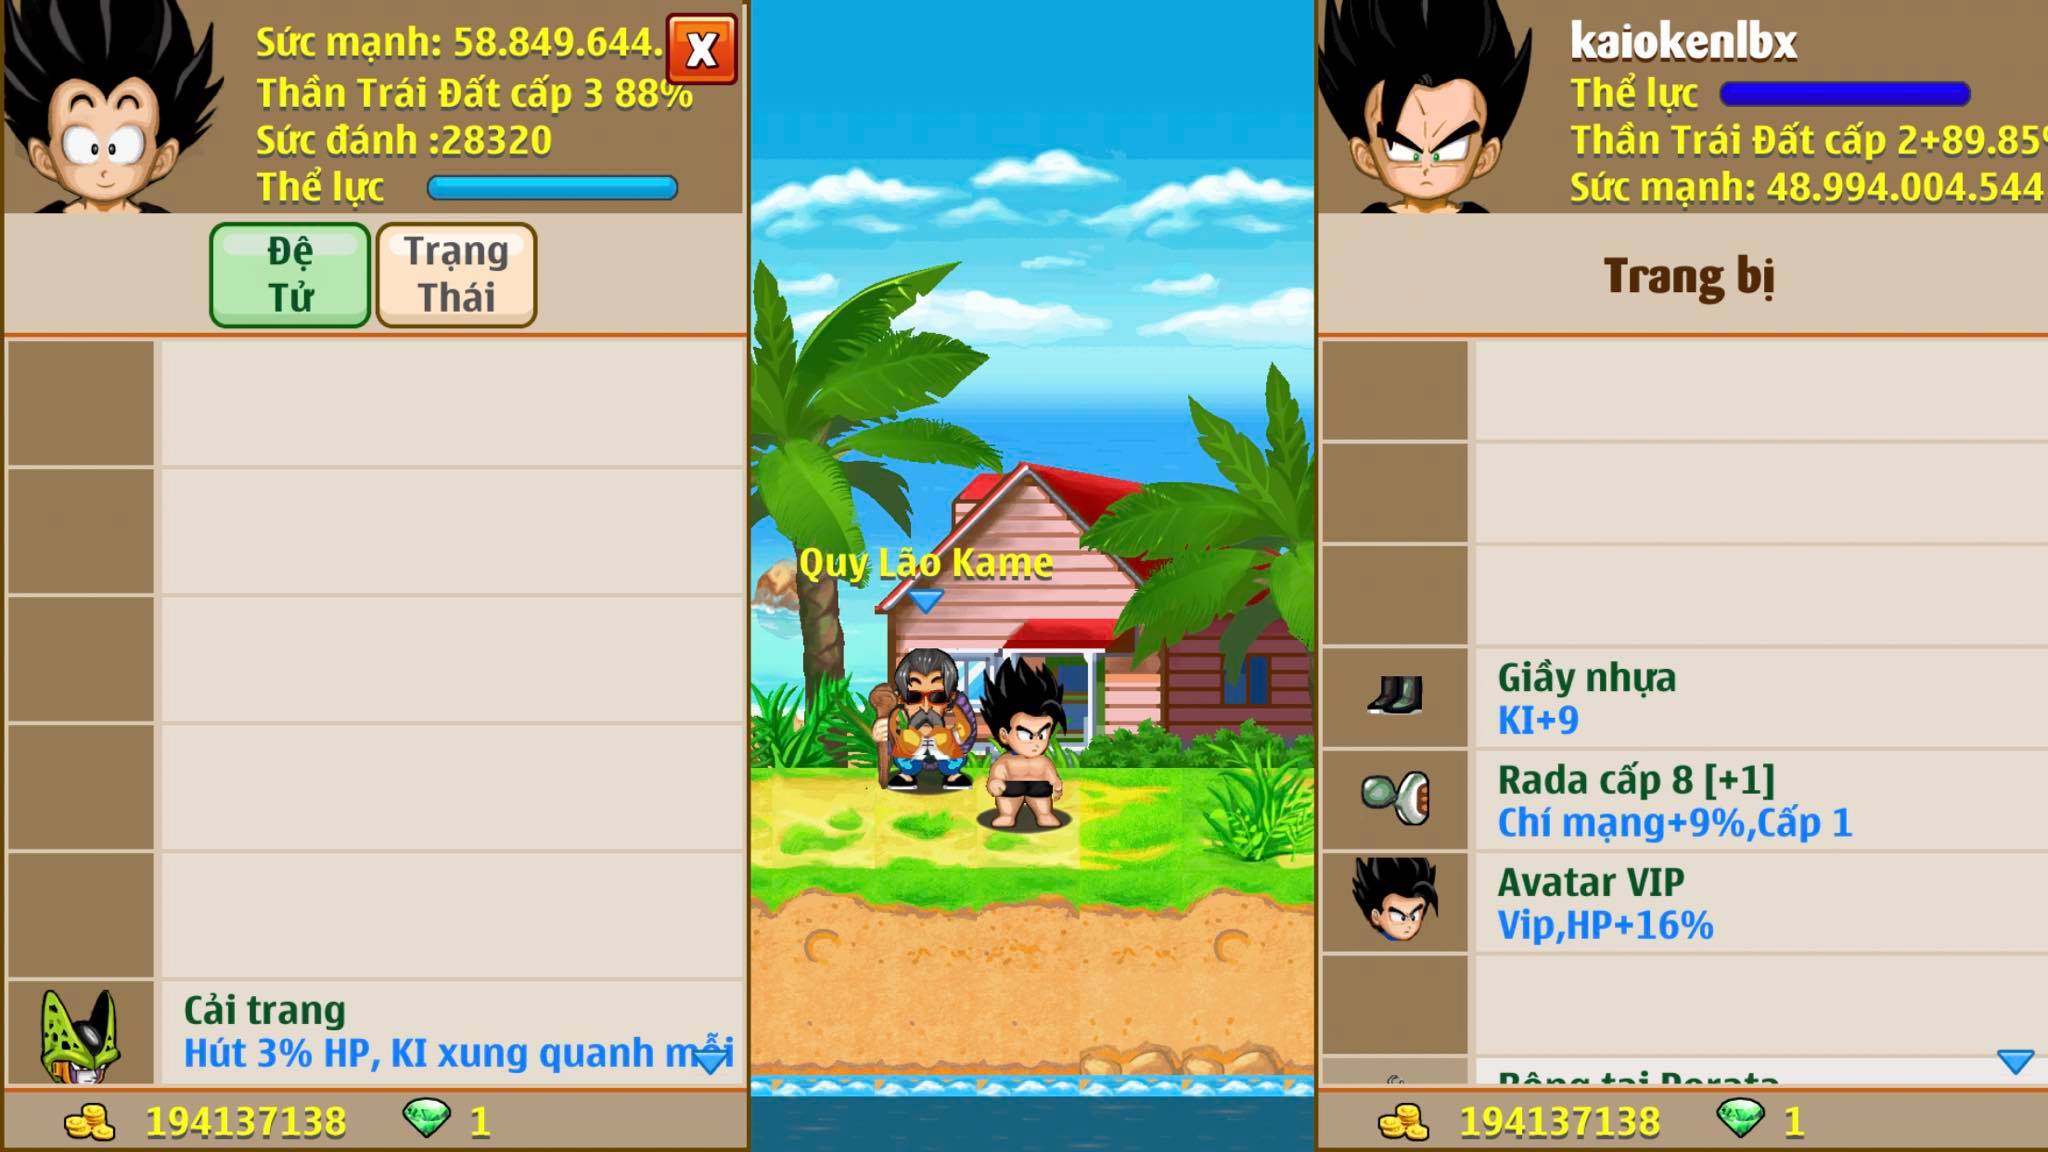 Sức mạnh: 58.849.644.
X
Thần Trái Đất cấp 3 88%
Sức đánh :28320
Thể lực
Đệ
Tử
Trạng
Thái
Cải trang
Hút 3% HP, KI xung quanh mỗi
194137138
1
Quy Lão Kame
kaiokenlbx
Thể lực
Thần Trái Đất cấp 2+89.85%
Sức mạnh: 48.994.004.544
Trang bị
Giầy nhựa
KI+9
Rada cấp 8 [+1]
Chí mạng+9%,Cấp 1
Avatar VIP
Vip,HP+16%
Bông tai Porata
194137138
1